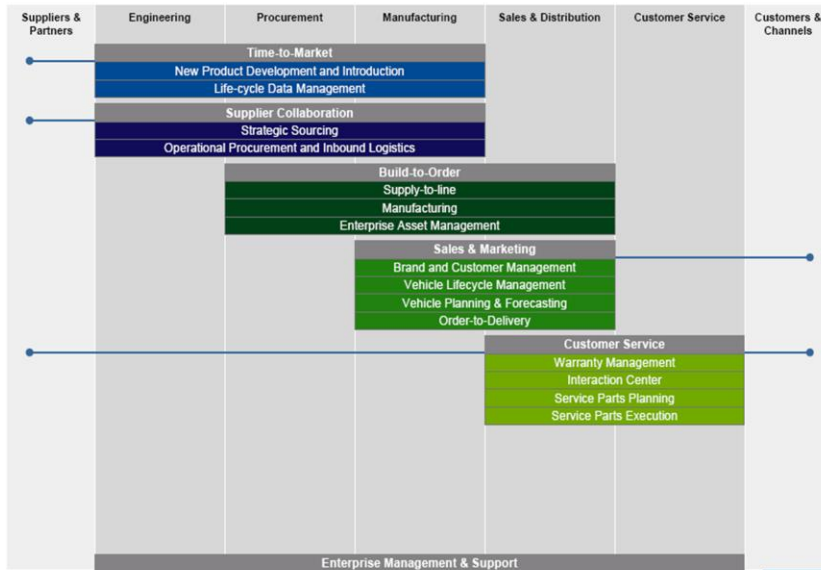 Suppliers &
Partners
Engineering
Procurement
Manufacturing
Sales & Distribution
Customer Service
Customers &
Channels
Time-to-Market
New Product Development and Introduction
Life-cycle Data Management
Supplier Collaboration
Strategic Sourcing
Operational Procurement and Inbound Logistics
Build-to-Order
Supply-to-line
Manufacturing
Enterprise Asset Management
Sales & Marketing
Brand and Customer Management
Vehicle Lifecycle Management
Vehicle Planning & Forecasting
Order-to-Delivery
Customer Service
Warranty Management
Interaction Center
Service Parts Planning
Service Parts Execution
Enterprise Management & Support